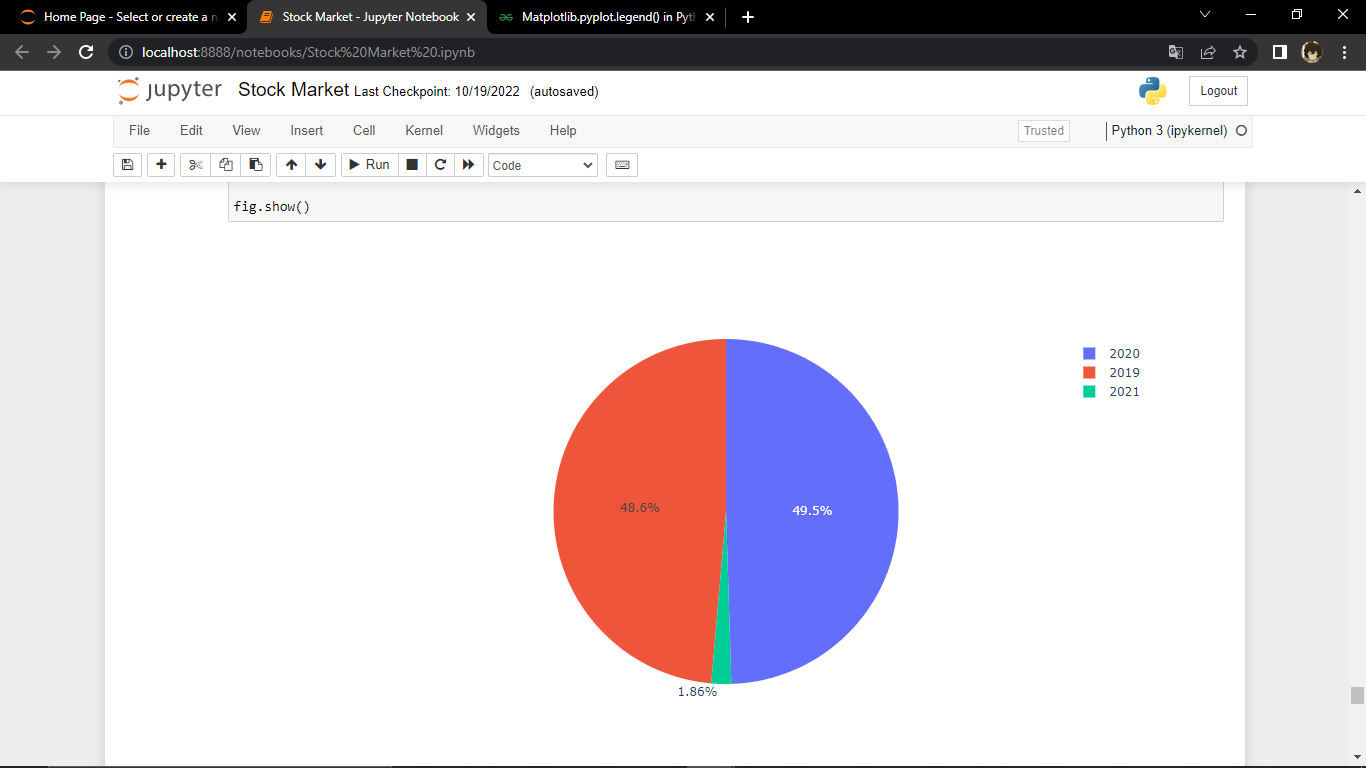 Home Page - Select or create a n
Stock Market - Jupyter Notebook
Matplotlib.pyplot.legend() in Pyth
localhost:8888/notebooks/Stock%20Market%20.ipynb
jupyter Stock Market Last Checkpoint: 10/19/2022 (autosaved)
Logout
File Edit View Insert Cell Kernel Widgets Help
Trusted
Python 3 (ipykernel)
Run
Code
fig.show()
2020
2019
2021
48.6%
49.5%
1.86%